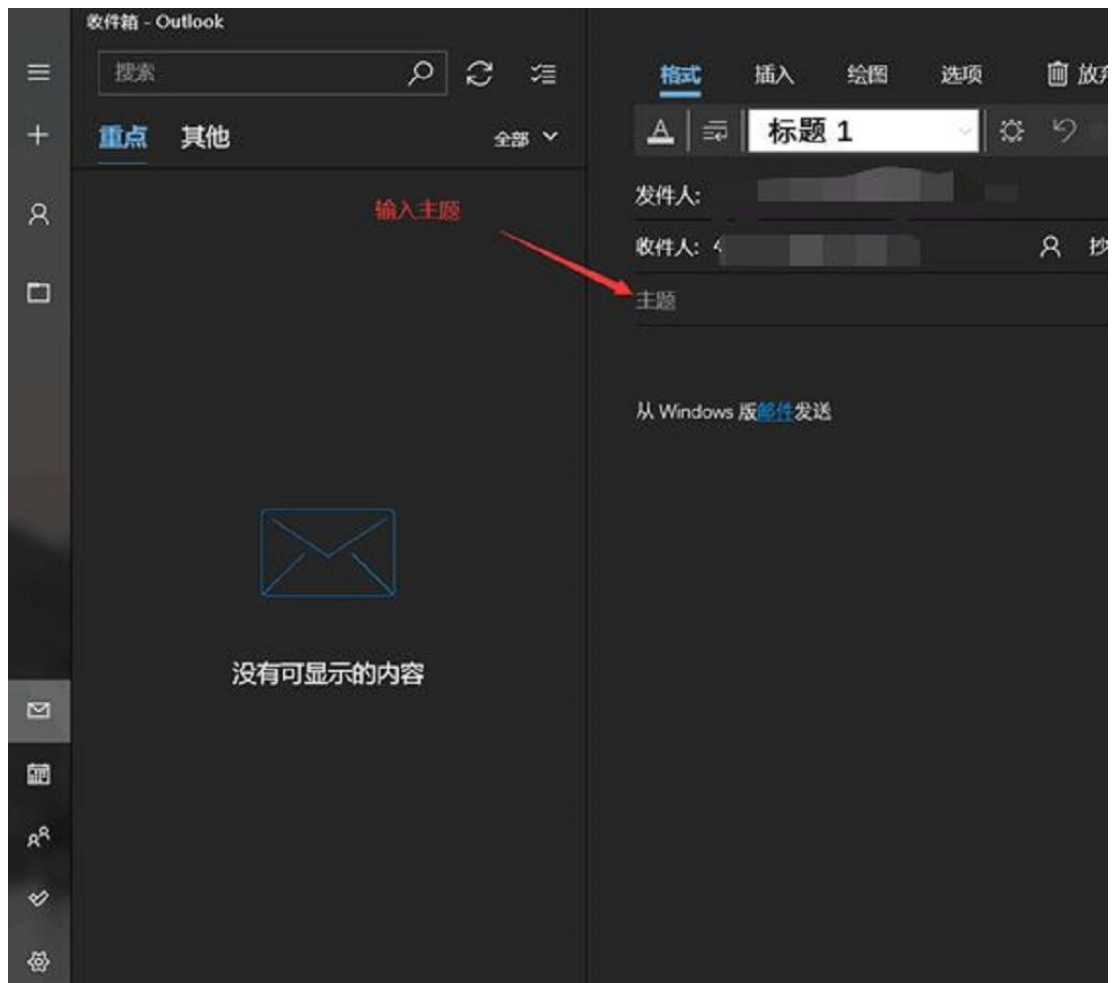 收件箱 - Outlook
搜索
重点 其他 全部
输入主题
没有可显示的内容
格式 插入 绘图 选项
标题 1
发件人:
收件人:
主题
从 Windows 版邮件发送